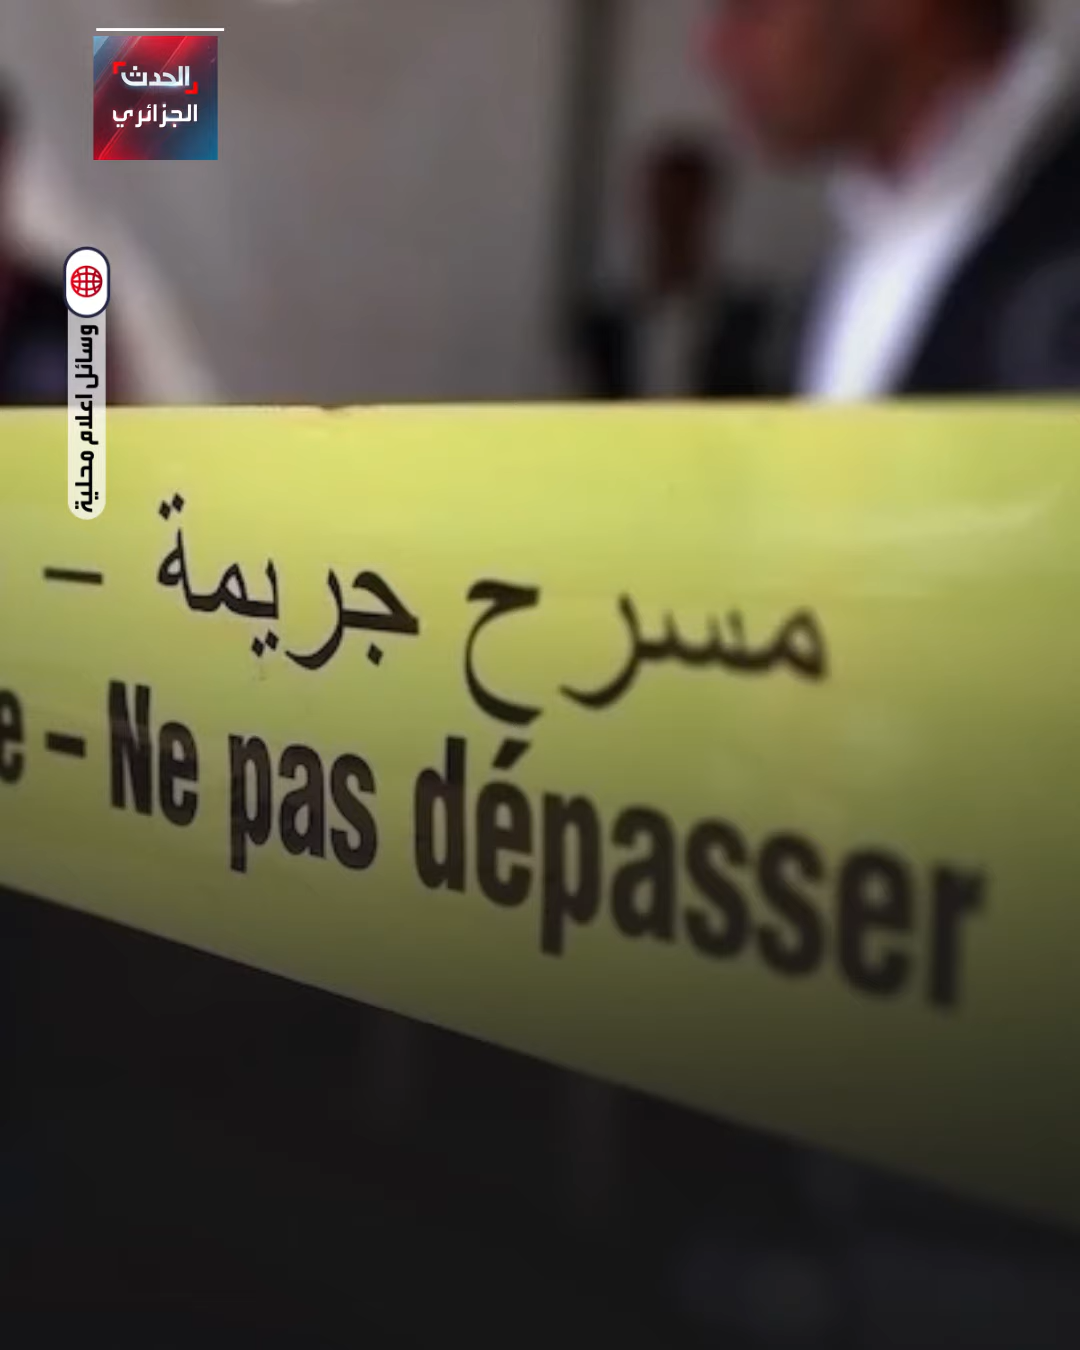 الحدث
الجزائري
وسائل اعلام محلية
مسرح جريمة –
e – Ne pas dépasser